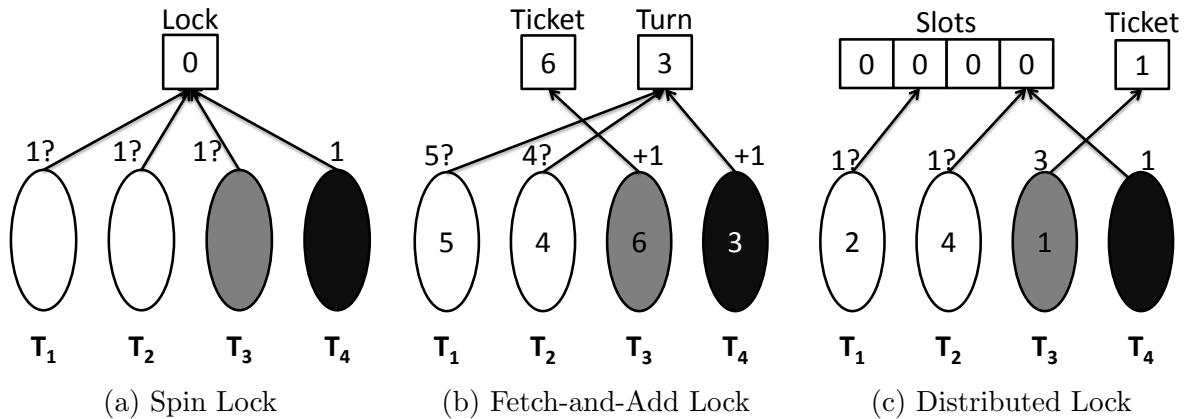 Lock
0
1? 1? 1? 1
T1 T2 T3 T4
(a) Spin Lock
Ticket Turn
6 3
5? 4? +1 +1
5 4 6 3
T1 T2 T3 T4
(b) Fetch-and-Add Lock
Slots Ticket
0 0 0 0 1
1? 1? 3 1
2 4 1
T1 T2 T3 T4
(c) Distributed Lock